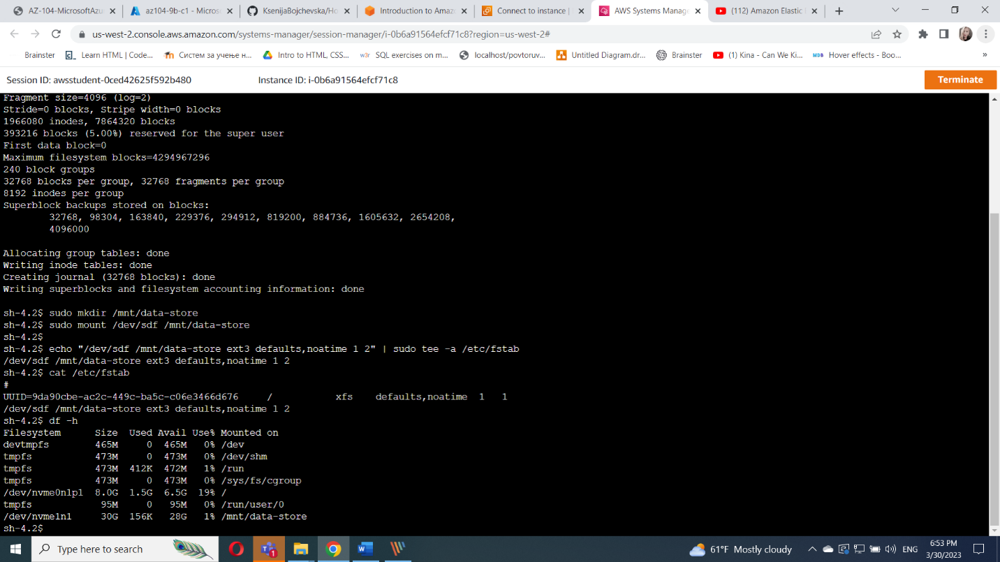 AZ-104-MicrosoftAzu
az104-9b-c1 - Micros
KsenijaBojchevska/Ho
Introduction to Amaz
Connect to instance |
AWS Systems Manage
(112) Amazon Elastic
us-west-2.console.aws.amazon.com/systems-manager/session-manager/i-0b6a91564efcf71c8?region=us-west-2#
Brainster
Learn HTML | Code...
Систем за учење н...
Intro to HTML, CSS...
w3r SQL exercises on m...
localhost/povtoruv...
Untitled Diagram.dr...
Brainster
(1) Kina - Can We Ki...
MDB Hover effects - Boo...
»
Session ID: awsstudent-0ced42625f592b480
Instance ID: i-0b6a91564efcf71c8
Terminate
Fragment size=4096 (log=2)
Stride=0 blocks, Stripe width=0 blocks
1966080 inodes, 7864320 blocks
393216 blocks (5.00%) reserved for the super user
First data block=0
Maximum filesystem blocks=4294967296
240 block groups
32768 blocks per group, 32768 fragments per group
8192 inodes per group
Superblock backups stored on blocks:
32768, 98304, 163840, 229376, 294912, 819200, 884736, 1605632, 2654208,
4096000
Allocating group tables: done
Writing inode tables: done
Creating journal (32768 blocks): done
Writing superblocks and filesystem accounting information: done
sh-4.2$ sudo mkdir /mnt/data-store
sh-4.2$ sudo mount /dev/sdf /mnt/data-store
sh-4.2$
sh-4.2$ echo "/dev/sdf /mnt/data-store ext3 defaults,noatime 1 2" | sudo tee -a /etc/fstab
/dev/sdf /mnt/data-store ext3 defaults,noatime 1 2
sh-4.2$ cat /etc/fstab
#
UUID=9da90cbe-ac2c-449c-ba5c-c06e3466d676 / xfs defaults,noatime 1 1
/dev/sdf /mnt/data-store ext3 defaults,noatime 1 2
sh-4.2$ df -h
Filesystem Size Used Avail Use% Mounted on
devtmpfs 465M 0 465M 0% /dev
tmpfs 473M 0 473M 0% /dev/shm
tmpfs 473M 412K 472M 1% /run
tmpfs 473M 0 473M 0% /sys/fs/cgroup
/dev/nvme0n1p1 8.0G 1.5G 6.5G 19% /
tmpfs 95M 0 95M 0% /run/user/0
/dev/nvme1n1 30G 156K 28G 1% /mnt/data-store
sh-4.2$
Type here to search
1
61°F Mostly cloudy
ENG
6:53 PM
3/30/2023